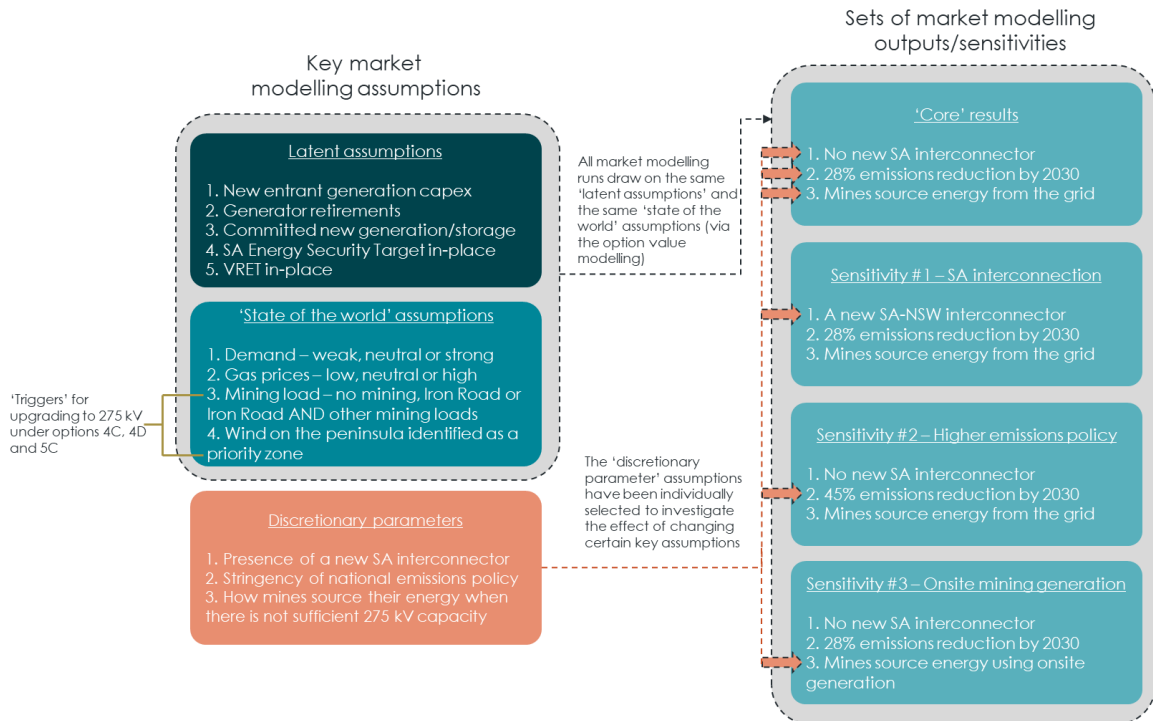 Key market
modelling assumptions
Latent assumptions
1. New entrant generation capex
2. Generator retirements
3. Committed new generation/storage
4. SA Energy Security Target in-place
5. VRET in-place
'State of the world' assumptions
1. Demand – weak, neutral or strong
2. Gas prices – low, neutral or high
3. Mining load – no mining, Iron Road or
Iron Road AND other mining loads
4. Wind on the peninsula identified as a
priority zone
'Triggers' for
upgrading to 275 kV
under options 4C, 4D
and 5C
Discretionary parameters
1. Presence of a new SA interconnector
2. Stringency of national emissions policy
3. How mines source their energy when
there is not sufficient 275 kV capacity
All market modelling
runs draw on the same
'latent assumptions' and
the same 'state of the
world' assumptions (via
the option value
modelling)
The 'discretionary
parameter' assumptions
have been individually
selected to investigate
the effect of changing
certain key assumptions
Sets of market modelling
outputs/sensitivities
'Core' results
1. No new SA interconnector
2. 28% emissions reduction by 2030
3. Mines source energy from the grid
Sensitivity #1 – SA interconnection
1. A new SA-NSW interconnector
2. 28% emissions reduction by 2030
3. Mines source energy from the grid
Sensitivity #2 – Higher emissions policy
1. No new SA interconnector
2. 45% emissions reduction by 2030
3. Mines source energy from the grid
Sensitivity #3 – Onsite mining generation
1. No new SA interconnector
2. 28% emissions reduction by 2030
3. Mines source energy using onsite
generation